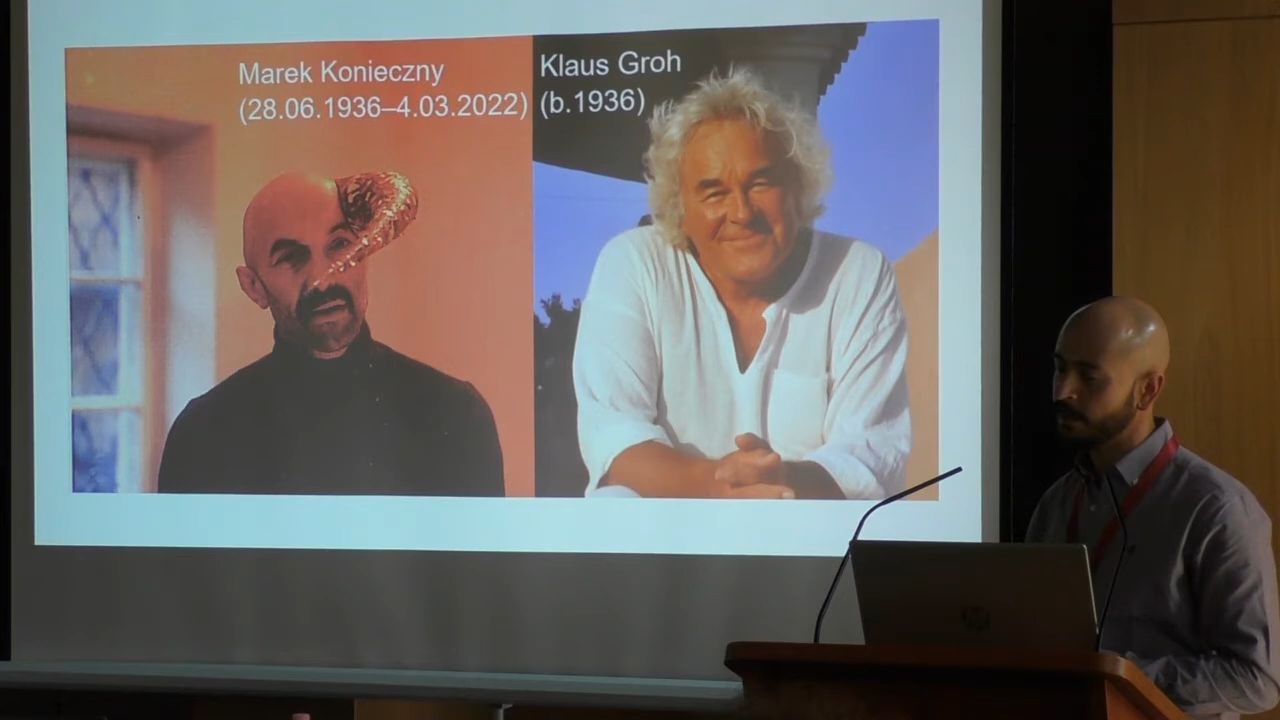 Marek Konieczny
(28.06.1936–4.03.2022)
Klaus Groh
(b.1936)